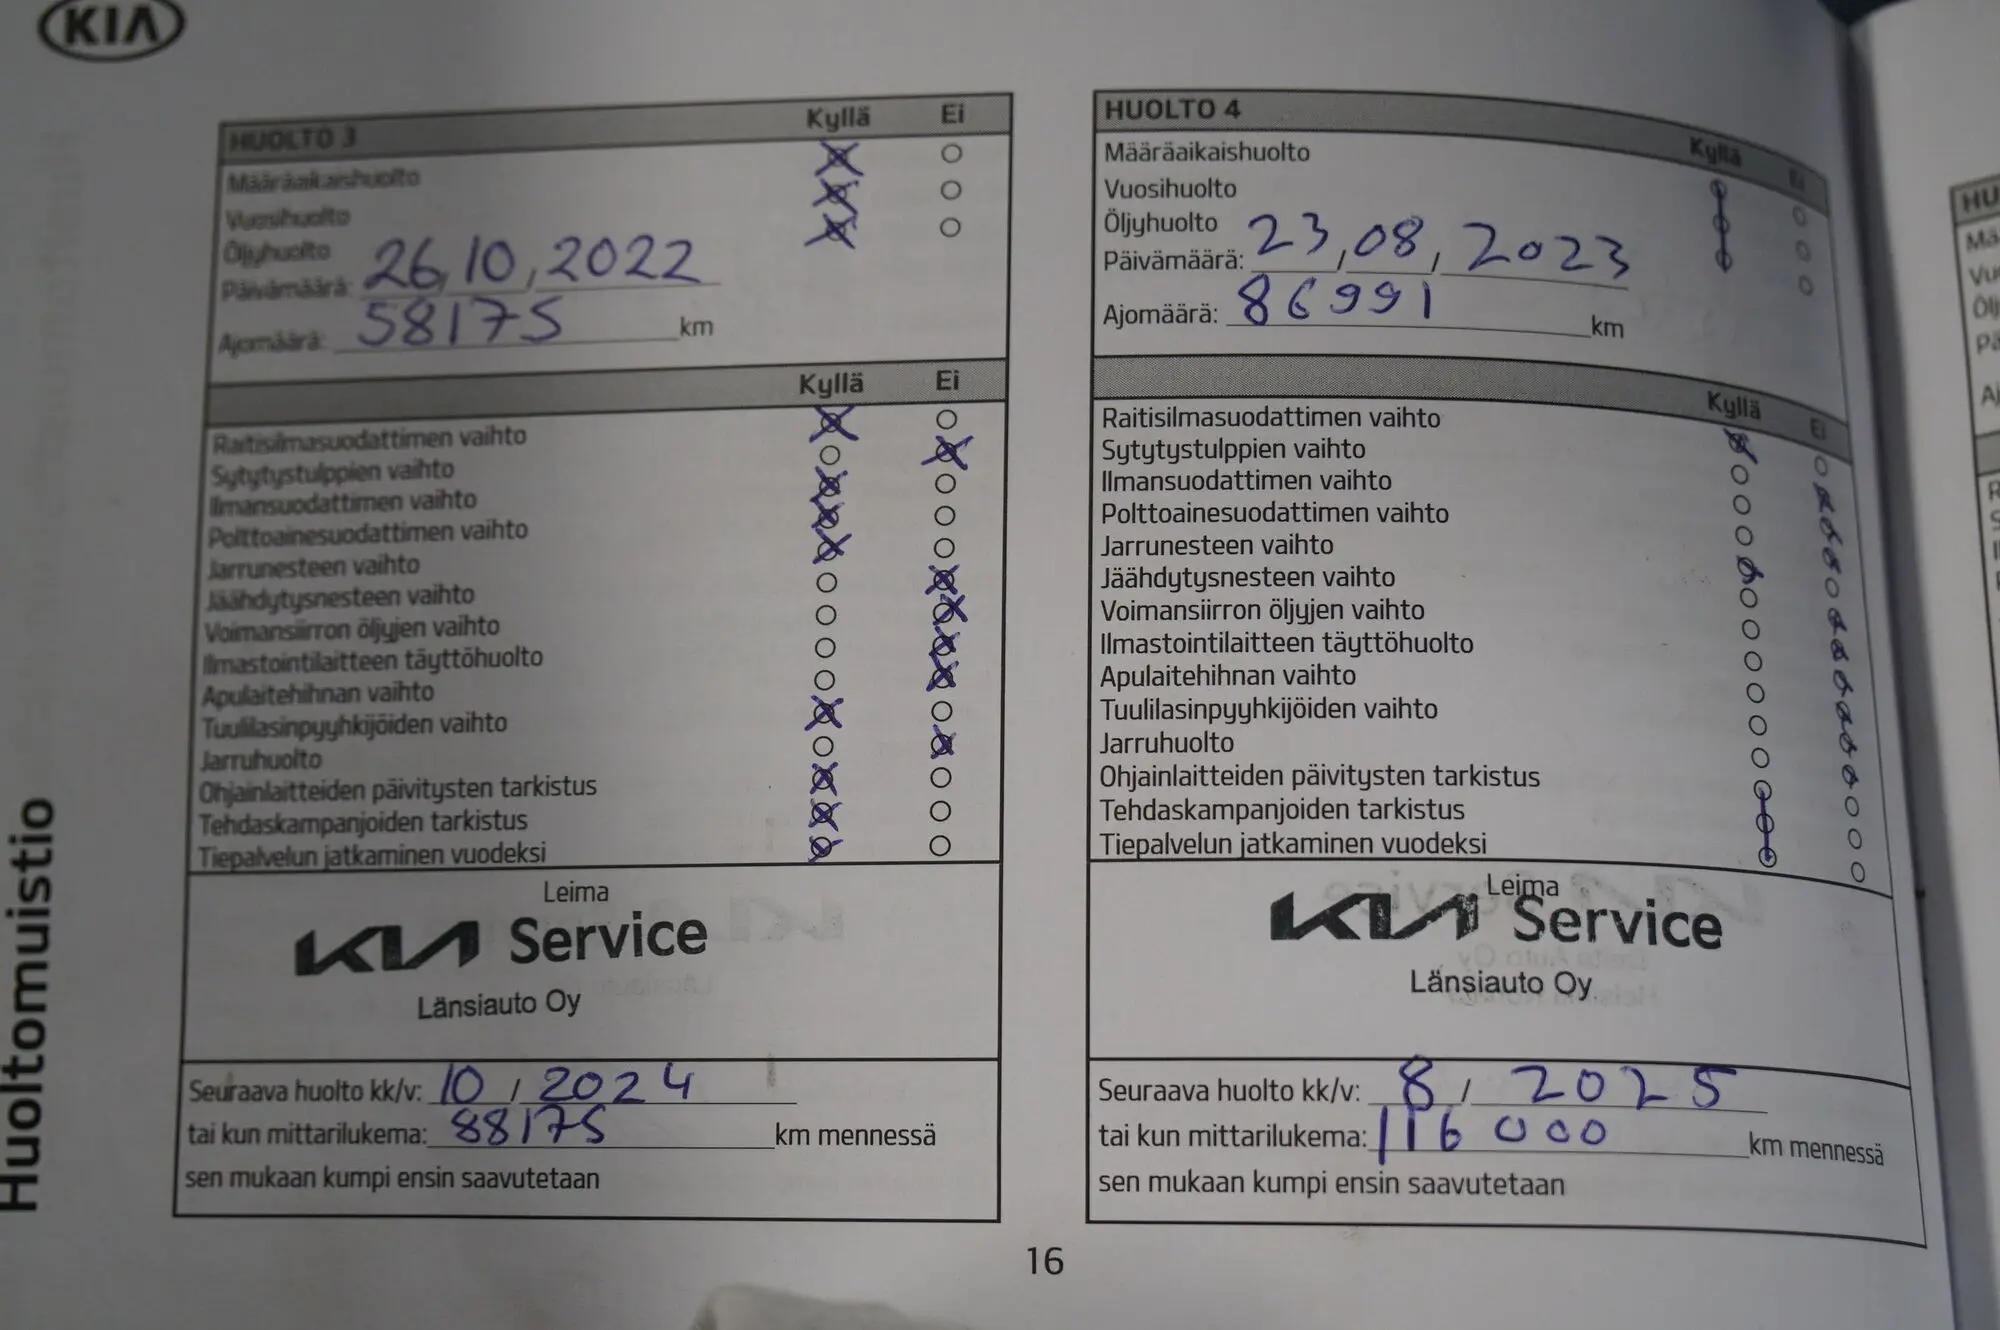 KIA
Huoltomuistio
HUOLTO 3 Kyllä Ei
Määräaikaishuolto
Vuosihuolto
Öljyhuolto
Päivämäärä: 26,10,2022
Ajomäärä: 58175 km
Kyllä Ei
Raitisilmasuodattimen vaihto
Sytytystulppien vaihto
Ilmansuodattimen vaihto
Polttoainesuodattimen vaihto
Jarrunesteen vaihto
Jäähdytysnesteen vaihto
Voimansiirron öljyjen vaihto
Ilmastointilaitteen täyttöhuolto
Apulaitehihnan vaihto
Tuulilasinpyyhkijöiden vaihto
Jarruhuolto
Ohjainlaitteiden päivitysten tarkistus
Tehdaskampanjoiden tarkistus
Tiepalvelun jatkaminen vuodeksi
Leima
KIA Service
Länsiauto Oy
Seuraava huolto kk/v: 10 / 2024
tai kun mittarilukema: 88175 km mennessä
sen mukaan kumpi ensin saavutetaan
HUOLTO 4 Kyllä Ei
Määräaikaishuolto
Vuosihuolto
Öljyhuolto
Päivämäärä: 23,08,2023
Ajomäärä: 86991 km
Kyllä Ei
Raitisilmasuodattimen vaihto
Sytytystulppien vaihto
Ilmansuodattimen vaihto
Polttoainesuodattimen vaihto
Jarrunesteen vaihto
Jäähdytysnesteen vaihto
Voimansiirron öljyjen vaihto
Ilmastointilaitteen täyttöhuolto
Apulaitehihnan vaihto
Tuulilasinpyyhkijöiden vaihto
Jarruhuolto
Ohjainlaitteiden päivitysten tarkistus
Tehdaskampanjoiden tarkistus
Tiepalvelun jatkaminen vuodeksi
Leima
KIA Service
Länsiauto Oy
Seuraava huolto kk/v: 8 / 2025
tai kun mittarilukema: 116000 km mennessä
sen mukaan kumpi ensin saavutetaan
16